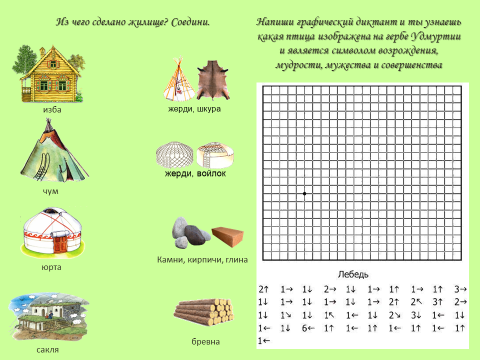 Из чего сделано жилище? Соедини.
изба
жерди, шкура
чум
жерди, войлок
юрта
Камни, кирпичи, глина
сакля
бревна
Напиши графический диктант и ты узнаешь
какая птица изображена на гербе Удмуртии
и является символом возрождения,
мудрости, мужества и совершенства
Лебедь
2↑ 1→ 1↓ 2→ 1↓ 1→ 1↑ 1→ 1↑ 3→
1↓ 1→ 1↓ 1→ 1↓ 1→ 2↑ 2↖ 3↑ 2→
1↓ 1↘ 1↓ 1↖ 1← 1↓ 2↘ 3↓ 1← 1↓
1← 1↓ 6← 1↑ 1← 1↑ 1← 1↑ 1← 1↑
1←